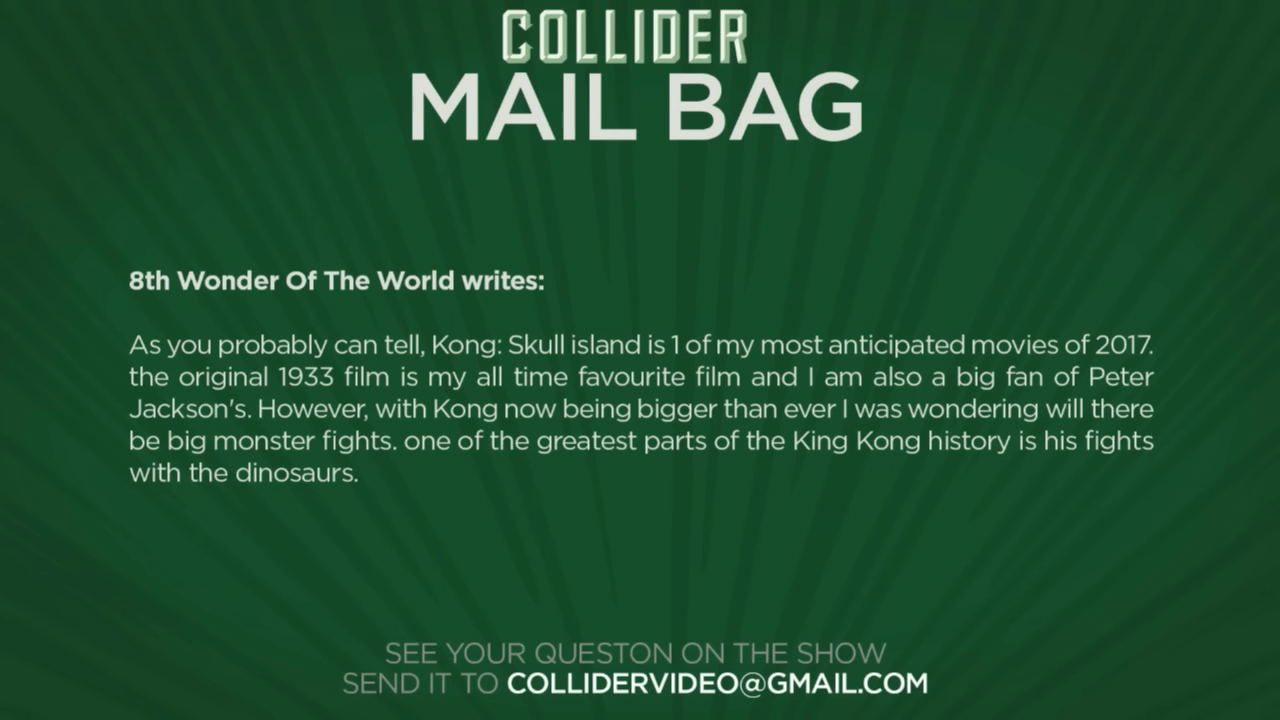 COLLIDER
MAIL BAG
8th Wonder Of The World writes:
As you probably can tell, Kong: Skull island is 1 of my most anticipated movies of 2017.
the original 1933 film is my all time favourite film and I am also a big fan of Peter
Jackson's. However, with Kong now being bigger than ever I was wondering will there
be big monster fights. one of the greatest parts of the King Kong history is his fights
with the dinosaurs.
SEE YOUR QUESTON ON THE SHOW
SEND IT TO COLLIDERVIDEO@GMAIL.COM